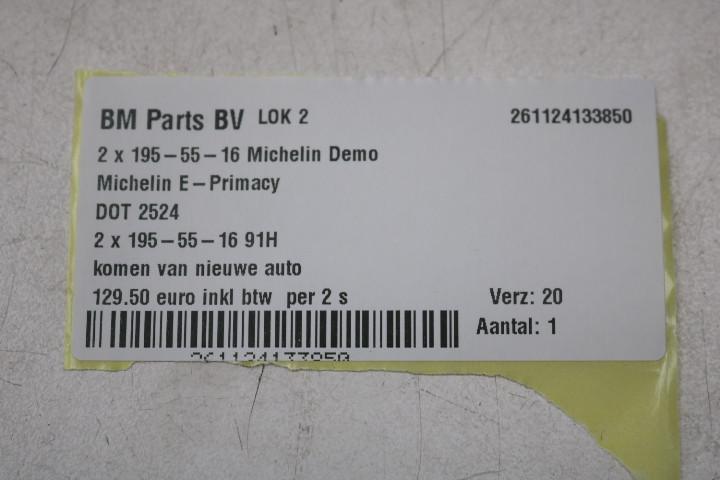 BM Parts BV LOK 2 261124133850
2 x 195-55-16 Michelin Demo
Michelin E-Primacy
DOT 2524
2 x 195-55-16 91H
komen van nieuwe auto
129.50 euro inkl btw per 2 s Verz: 20
Aantal: 1
261124133850